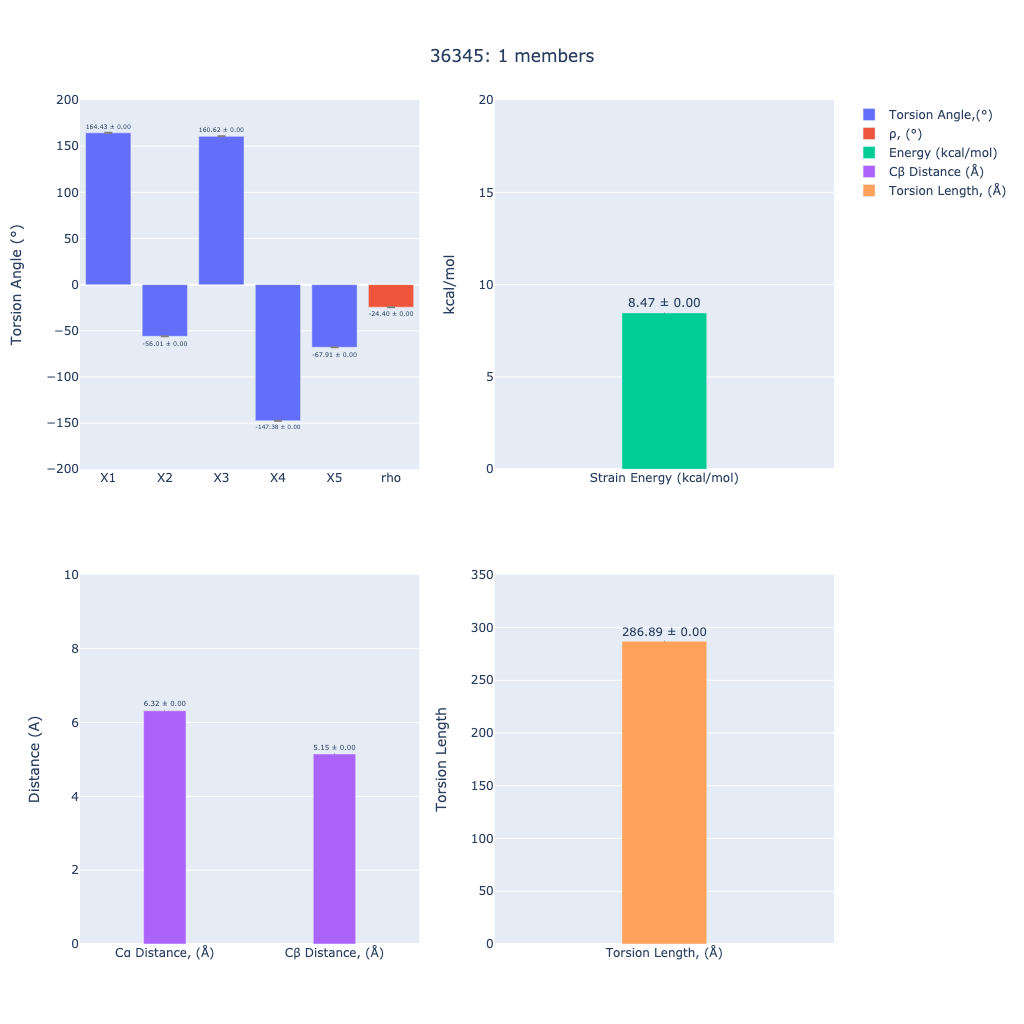 36345: 1 members
Torsion Angle (°)
200
150
100
50
0
−50
−100
−150
−200
164.43 ± 0.00
-56.01 ± 0.00
160.62 ± 0.00
-147.38 ± 0.00
-67.91 ± 0.00
-24.40 ± 0.00
X1
X2
X3
X4
X5
rho
kcal/mol
20
15
10
5
0
8.47 ± 0.00
Strain Energy (kcal/mol)
Torsion Angle,(°)
ρ, (°)
Energy (kcal/mol)
Cβ Distance (Å)
Torsion Length, (Å)
Distance (A)
10
8
6
4
2
0
6.32 ± 0.00
5.15 ± 0.00
Cα Distance, (Å)
Cβ Distance, (Å)
Torsion Length
350
300
250
200
150
100
50
0
286.89 ± 0.00
Torsion Length, (Å)